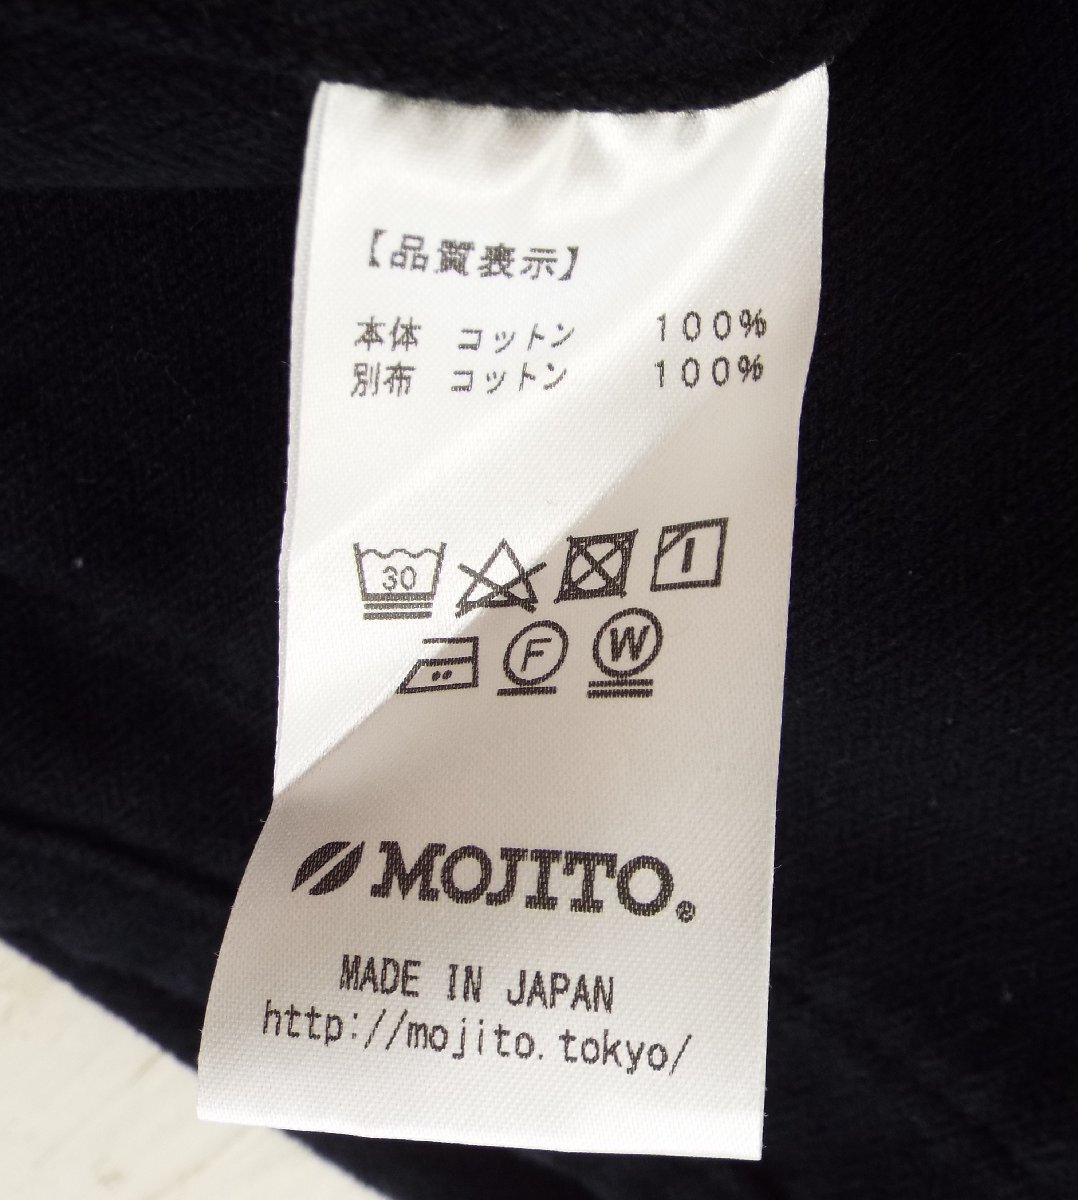 【品質表示】
本体 コットン 100%
別布 コットン 100%
30
F W
MOJITO®
MADE IN JAPAN
http://mojito.tokyo/